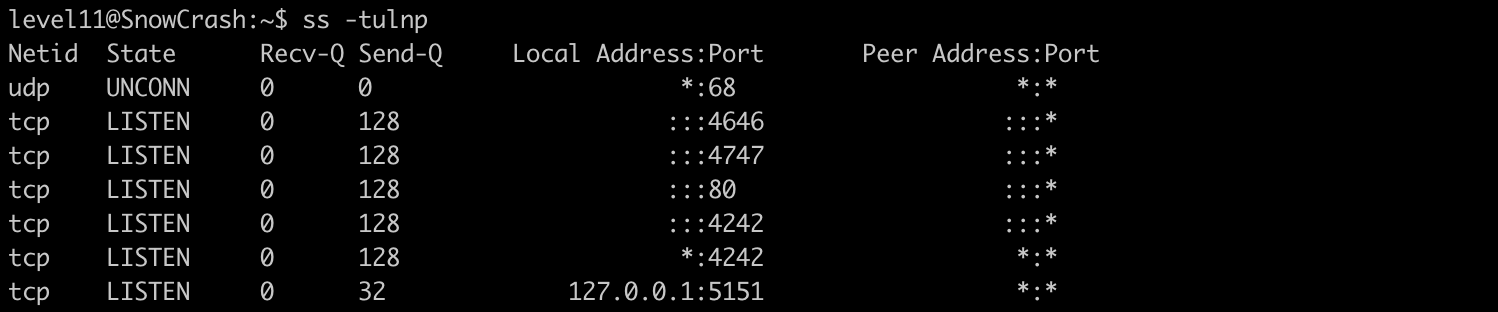 level11@SnowCrash:~$ ss -tulnp
Netid  State      Recv-Q Send-Q     Local Address:Port       Peer Address:Port
udp    UNCONN     0      0                      *:68                    *:*
tcp    LISTEN     0      128                   :::4646                 :::*
tcp    LISTEN     0      128                   :::4747                 :::*
tcp    LISTEN     0      128                   :::80                   :::*
tcp    LISTEN     0      128                   :::4242                 :::*
tcp    LISTEN     0      128                    *:4242                  *:*
tcp    LISTEN     0      32             127.0.0.1:5151                  *:*